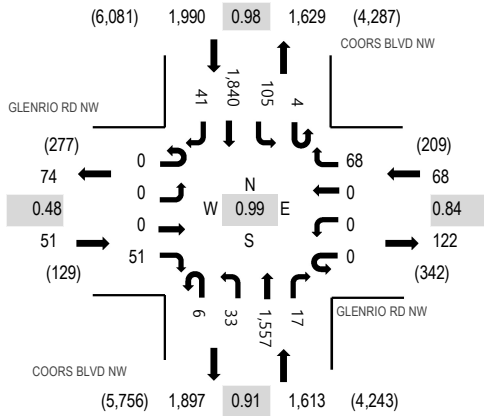 (6,081) 1,990 0.98 1,629 (4,287)
COORS BLVD NW
GLENRIO RD NW
41 1,840 105 4
(277) (209)
74 0 68 68
0.48 0 0 0.84
N
W 0.99 E
S
51 0 0 122
(129) 51 0 (342)
6 33 1,557 17
GLENRIO RD NW
COORS BLVD NW
(5,756) 1,897 0.91 1,613 (4,243)